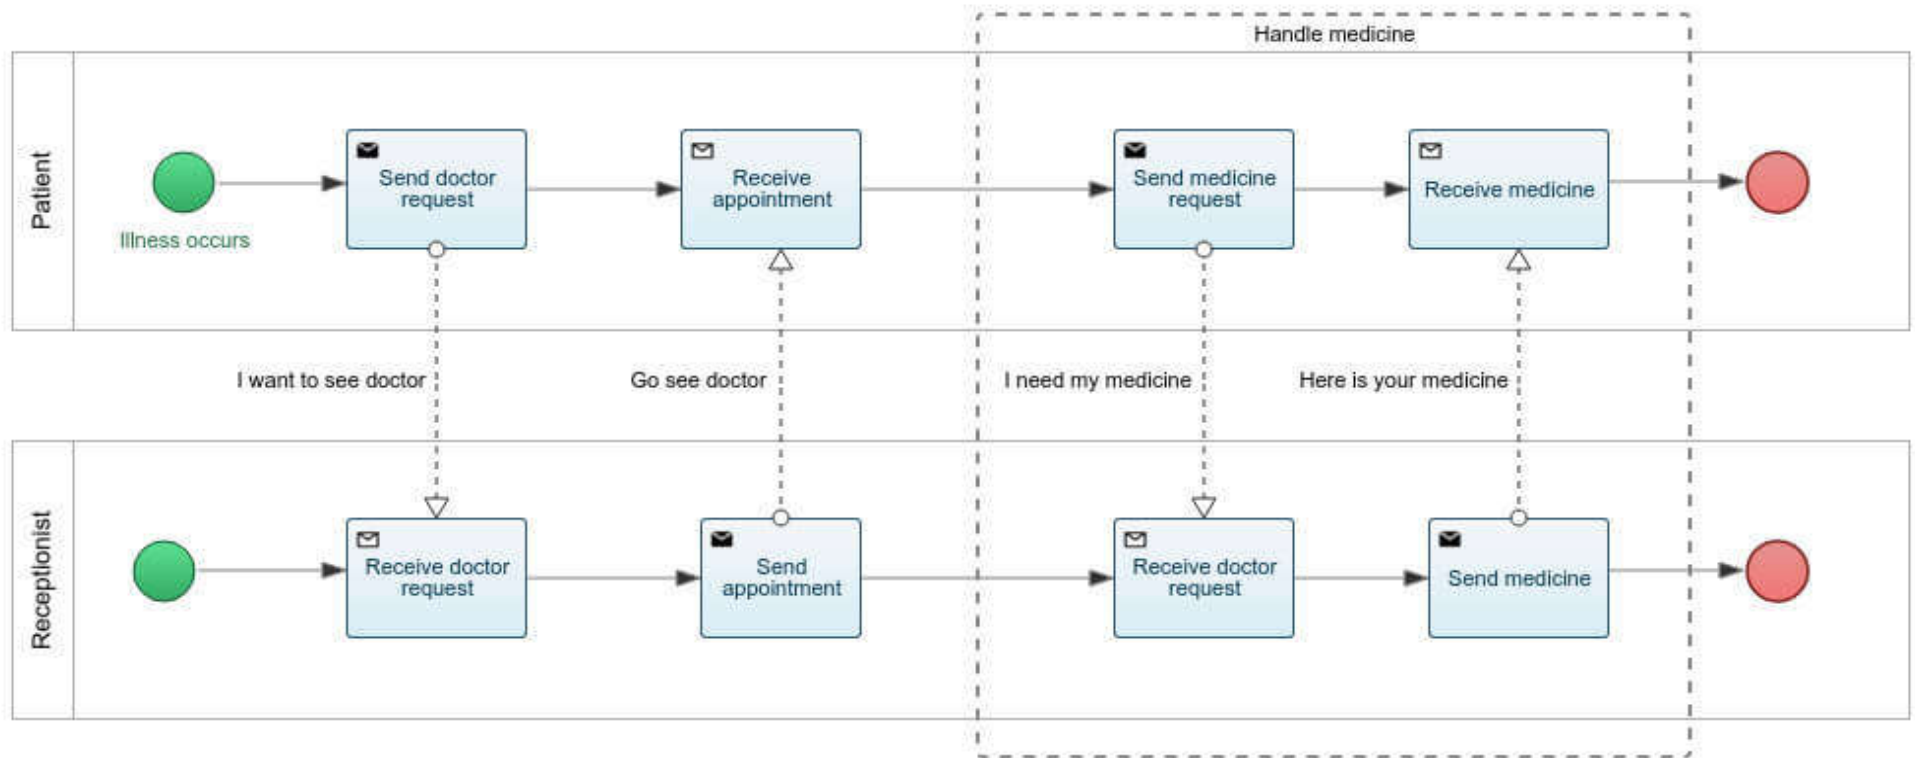 Handle medicine
Patient
Illness occurs
Send doctor
request
Receive
appointment
Send medicine
request
Receive medicine
I want to see doctor
Go see doctor
I need my medicine
Here is your medicine
Receptionist
Receive doctor
request
Send
appointment
Receive doctor
request
Send medicine